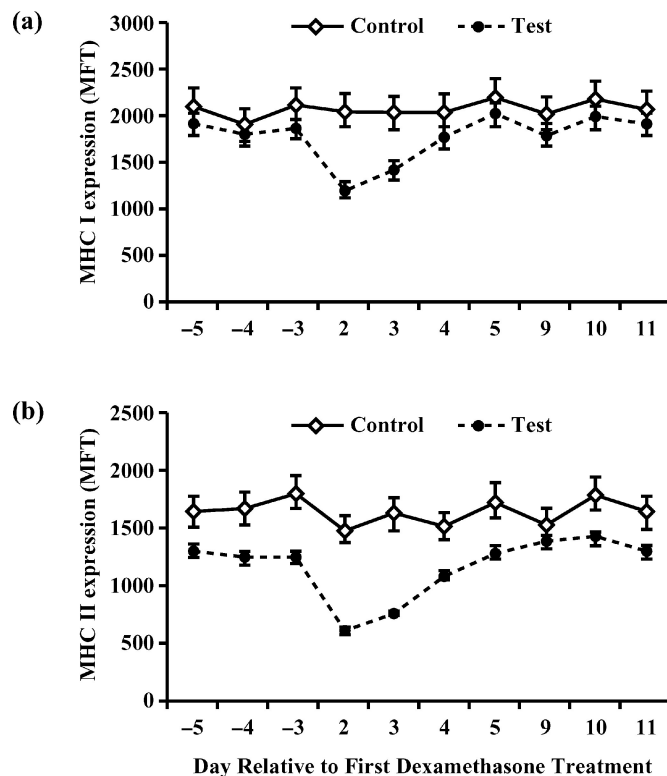 (a)
Control Test
MHC I expression (MFT)
3000
2500
2000
1500
1000
500
0
–5 –4 –3 2 3 4 5 9 10 11
(b)
Control Test
MHC II expression (MFT)
2500
2000
1500
1000
500
0
–5 –4 –3 2 3 4 5 9 10 11
Day Relative to First Dexamethasone Treatment